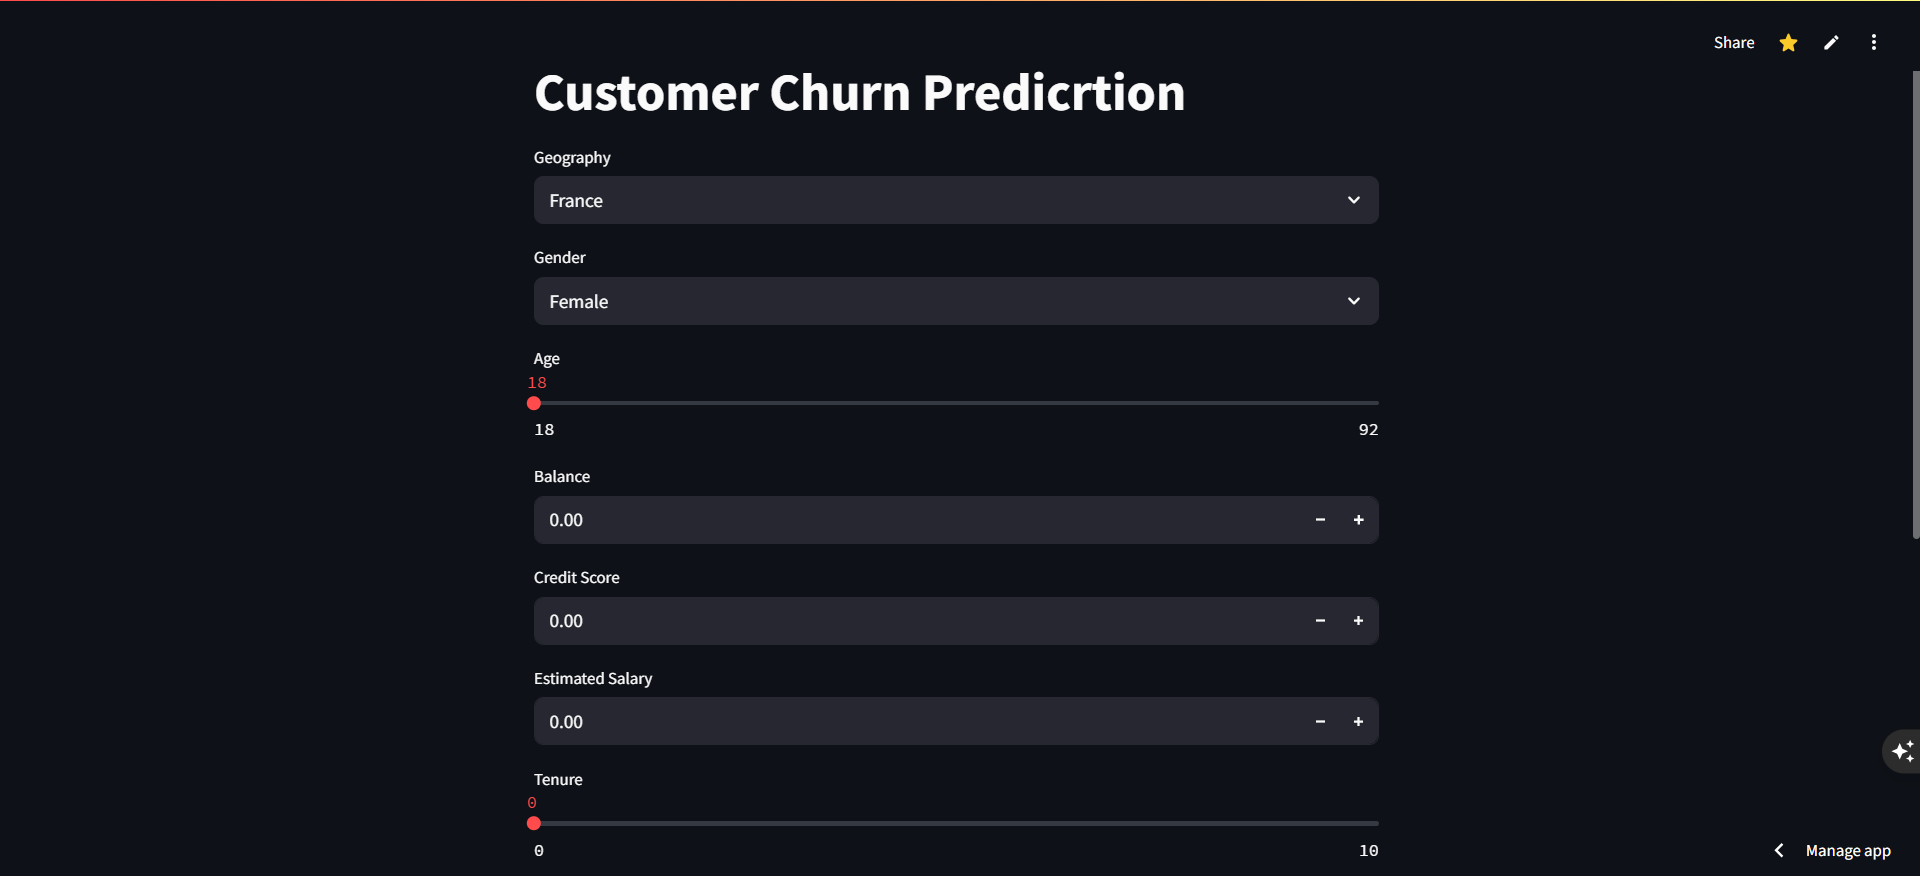 Share
Customer Churn Predicrtion
Geography
France
Gender
Female
Age
18
18 92
Balance
0.00
Credit Score
0.00
Estimated Salary
0.00
Tenure
0
0 10
Manage app